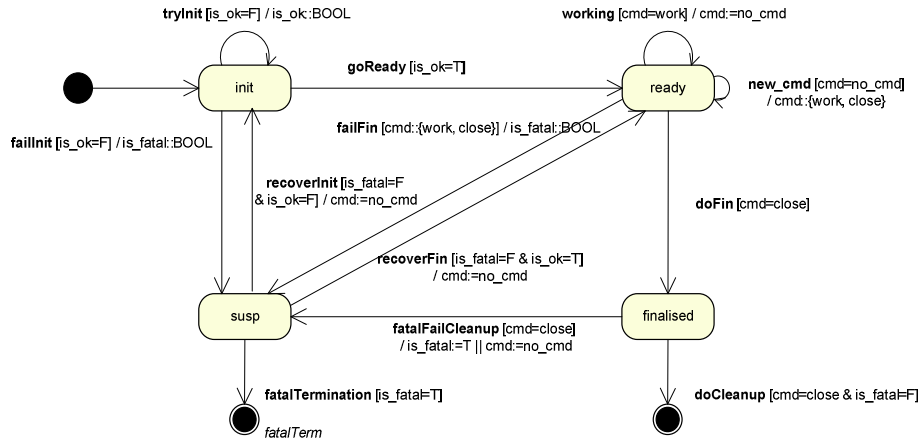 tryInit [is_ok=F] / is_ok::BOOL
working [cmd=work] / cmd:=no_cmd
goReady [is_ok=T]
init
ready
new_cmd [cmd=no_cmd]
/ cmd::{work, close}
failFin [cmd::{work, close}] / is_fatal::BOOL
failInit [is_ok=F] / is_fatal::BOOL
recoverInit [is_fatal=F
& is_ok=F] / cmd:=no_cmd
doFin [cmd=close]
recoverFin [is_fatal=F & is_ok=T]
/ cmd:=no_cmd
susp
finalised
fatalFailCleanup [cmd=close]
/ is_fatal:=T || cmd:=no_cmd
fatalTermination [is_fatal=T]
doCleanup [cmd=close & is_fatal=F]
fatalTerm